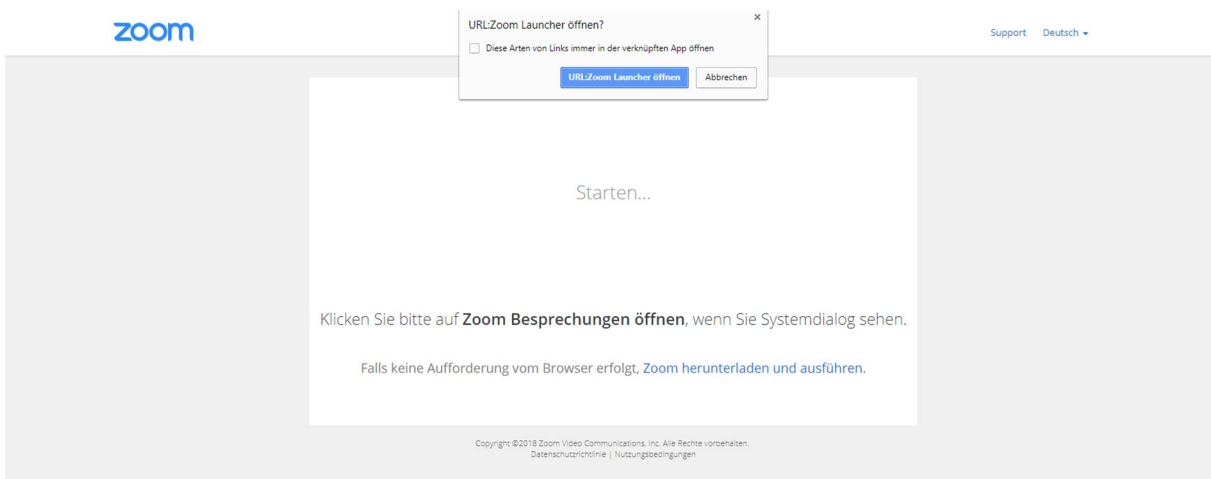 zoom
URL:Zoom Launcher öffnen?
Diese Arten von Links immer in der verknüpften App öffnen
URL:Zoom Launcher öffnen
Abbrechen
Support
Deutsch
Starten...
Klicken Sie bitte auf Zoom Besprechungen öffnen, wenn Sie Systemdialog sehen.
Falls keine Aufforderung vom Browser erfolgt, Zoom herunterladen und ausführen.
Copyright ©2018 Zoom Video Communications, Inc. Alle Rechte vorbehalten.
Datenschutzrichtlinie | Nutzungsbedingungen